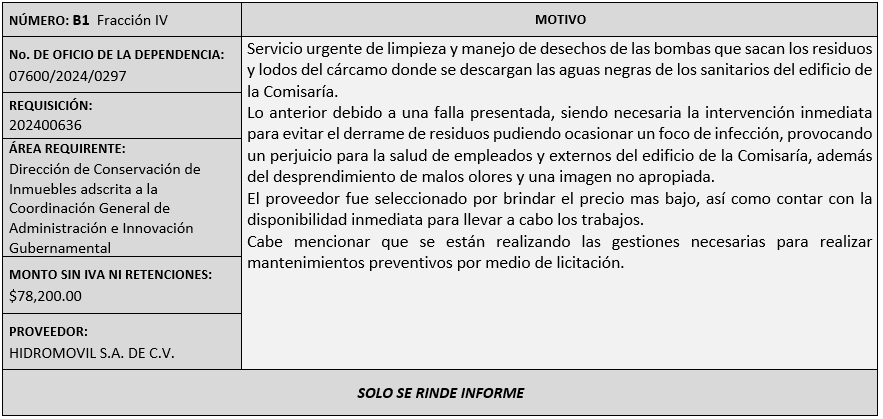 NÚMERO: B1 Fracción IV
No. DE OFICIO DE LA DEPENDENCIA:
07600/2024/0297
REQUISICIÓN:
202400636
ÁREA REQUIRENTE:
Dirección de Conservación de
Inmuebles adscrita a la
Coordinación General de
Administración e Innovación
Gubernamental
MONTO SIN IVA NI RETENCIONES:
$78,200.00
PROVEEDOR:
HIDROMOVIL S.A. DE C.V.
MOTIVO
Servicio urgente de limpieza y manejo de desechos de las bombas que sacan los residuos
y lodos del cárcamo donde se descargan las aguas negras de los sanitarios del edificio de
la Comisaría.
Lo anterior debido a una falla presentada, siendo necesaria la intervención inmediata
para evitar el derrame de residuos pudiendo ocasionar un foco de infección, provocando
un perjuicio para la salud de empleados y externos del edificio de la Comisaría, además
del desprendimiento de malos olores y una imagen no apropiada.
El proveedor fue seleccionado por brindar el precio mas bajo, así como contar con la
disponibilidad inmediata para llevar a cabo los trabajos.
Cabe mencionar que se están realizando las gestiones necesarias para realizar
mantenimientos preventivos por medio de licitación.
SOLO SE RINDE INFORME